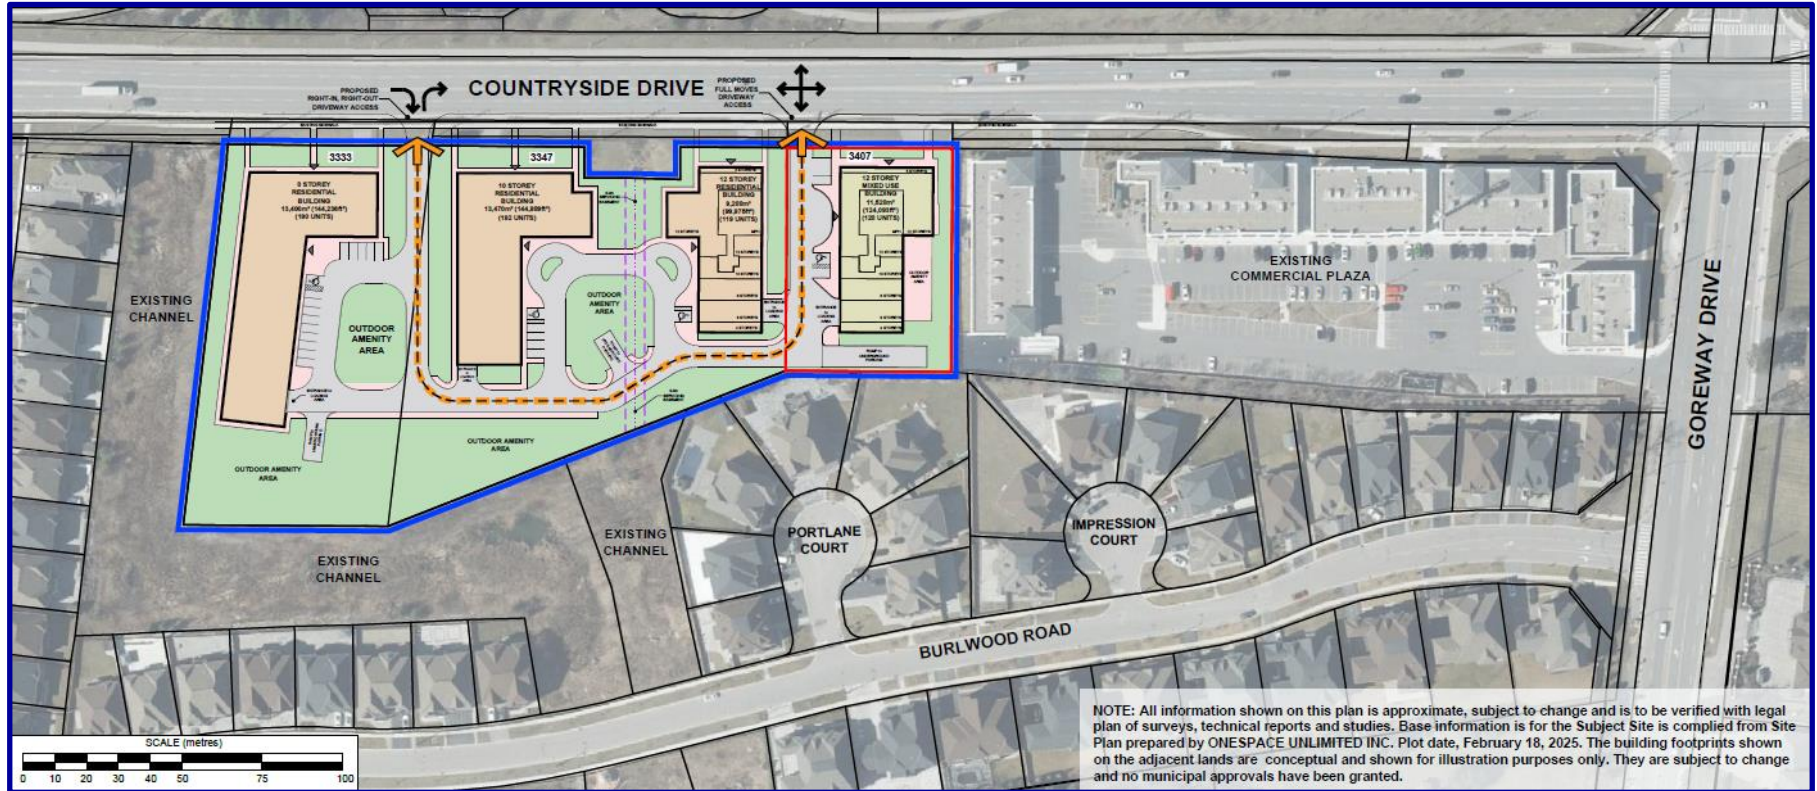 COUNTRYSIDE DRIVE
PROPOSED
RIGHT-IN, RIGHT-OUT
DRIVEWAY ACCESS
PROPOSED
FULL MOVES
DRIVEWAY
ACCESS
3333
3347
3407
STOREY
RESIDENTIAL
BUILDING
10 STOREY
RESIDENTIAL
BUILDING
(182 UNITS)
12 STOREY
RESIDENTIAL
BUILDING
12 STOREY
MIXED USE
BUILDING
EXISTING
CHANNEL
OUTDOOR
AMENITY
AREA
OUTDOOR
AMENITY
AREA
OUTDOOR
AMENITY
AREA
OUTDOOR AMENITY
AREA
OUTDOOR AMENITY
AREA
EXISTING
COMMERCIAL PLAZA
GOREWAY DRIVE
EXISTING
CHANNEL
EXISTING
CHANNEL
PORTLANE
COURT
IMPRESSION
COURT
BURLWOOD ROAD
SCALE (metres)
0 10 20 30 40 50 75 100
NOTE: All information shown on this plan is approximate, subject to change and is to be verified with legal
plan of surveys, technical reports and studies. Base information is for the Subject Site is complied from Site
Plan prepared by ONESPACE UNLIMITED INC. Plot date, February 18, 2025. The building footprints shown
on the adjacent lands are conceptual and shown for illustration purposes only. They are subject to change
and no municipal approvals have been granted.